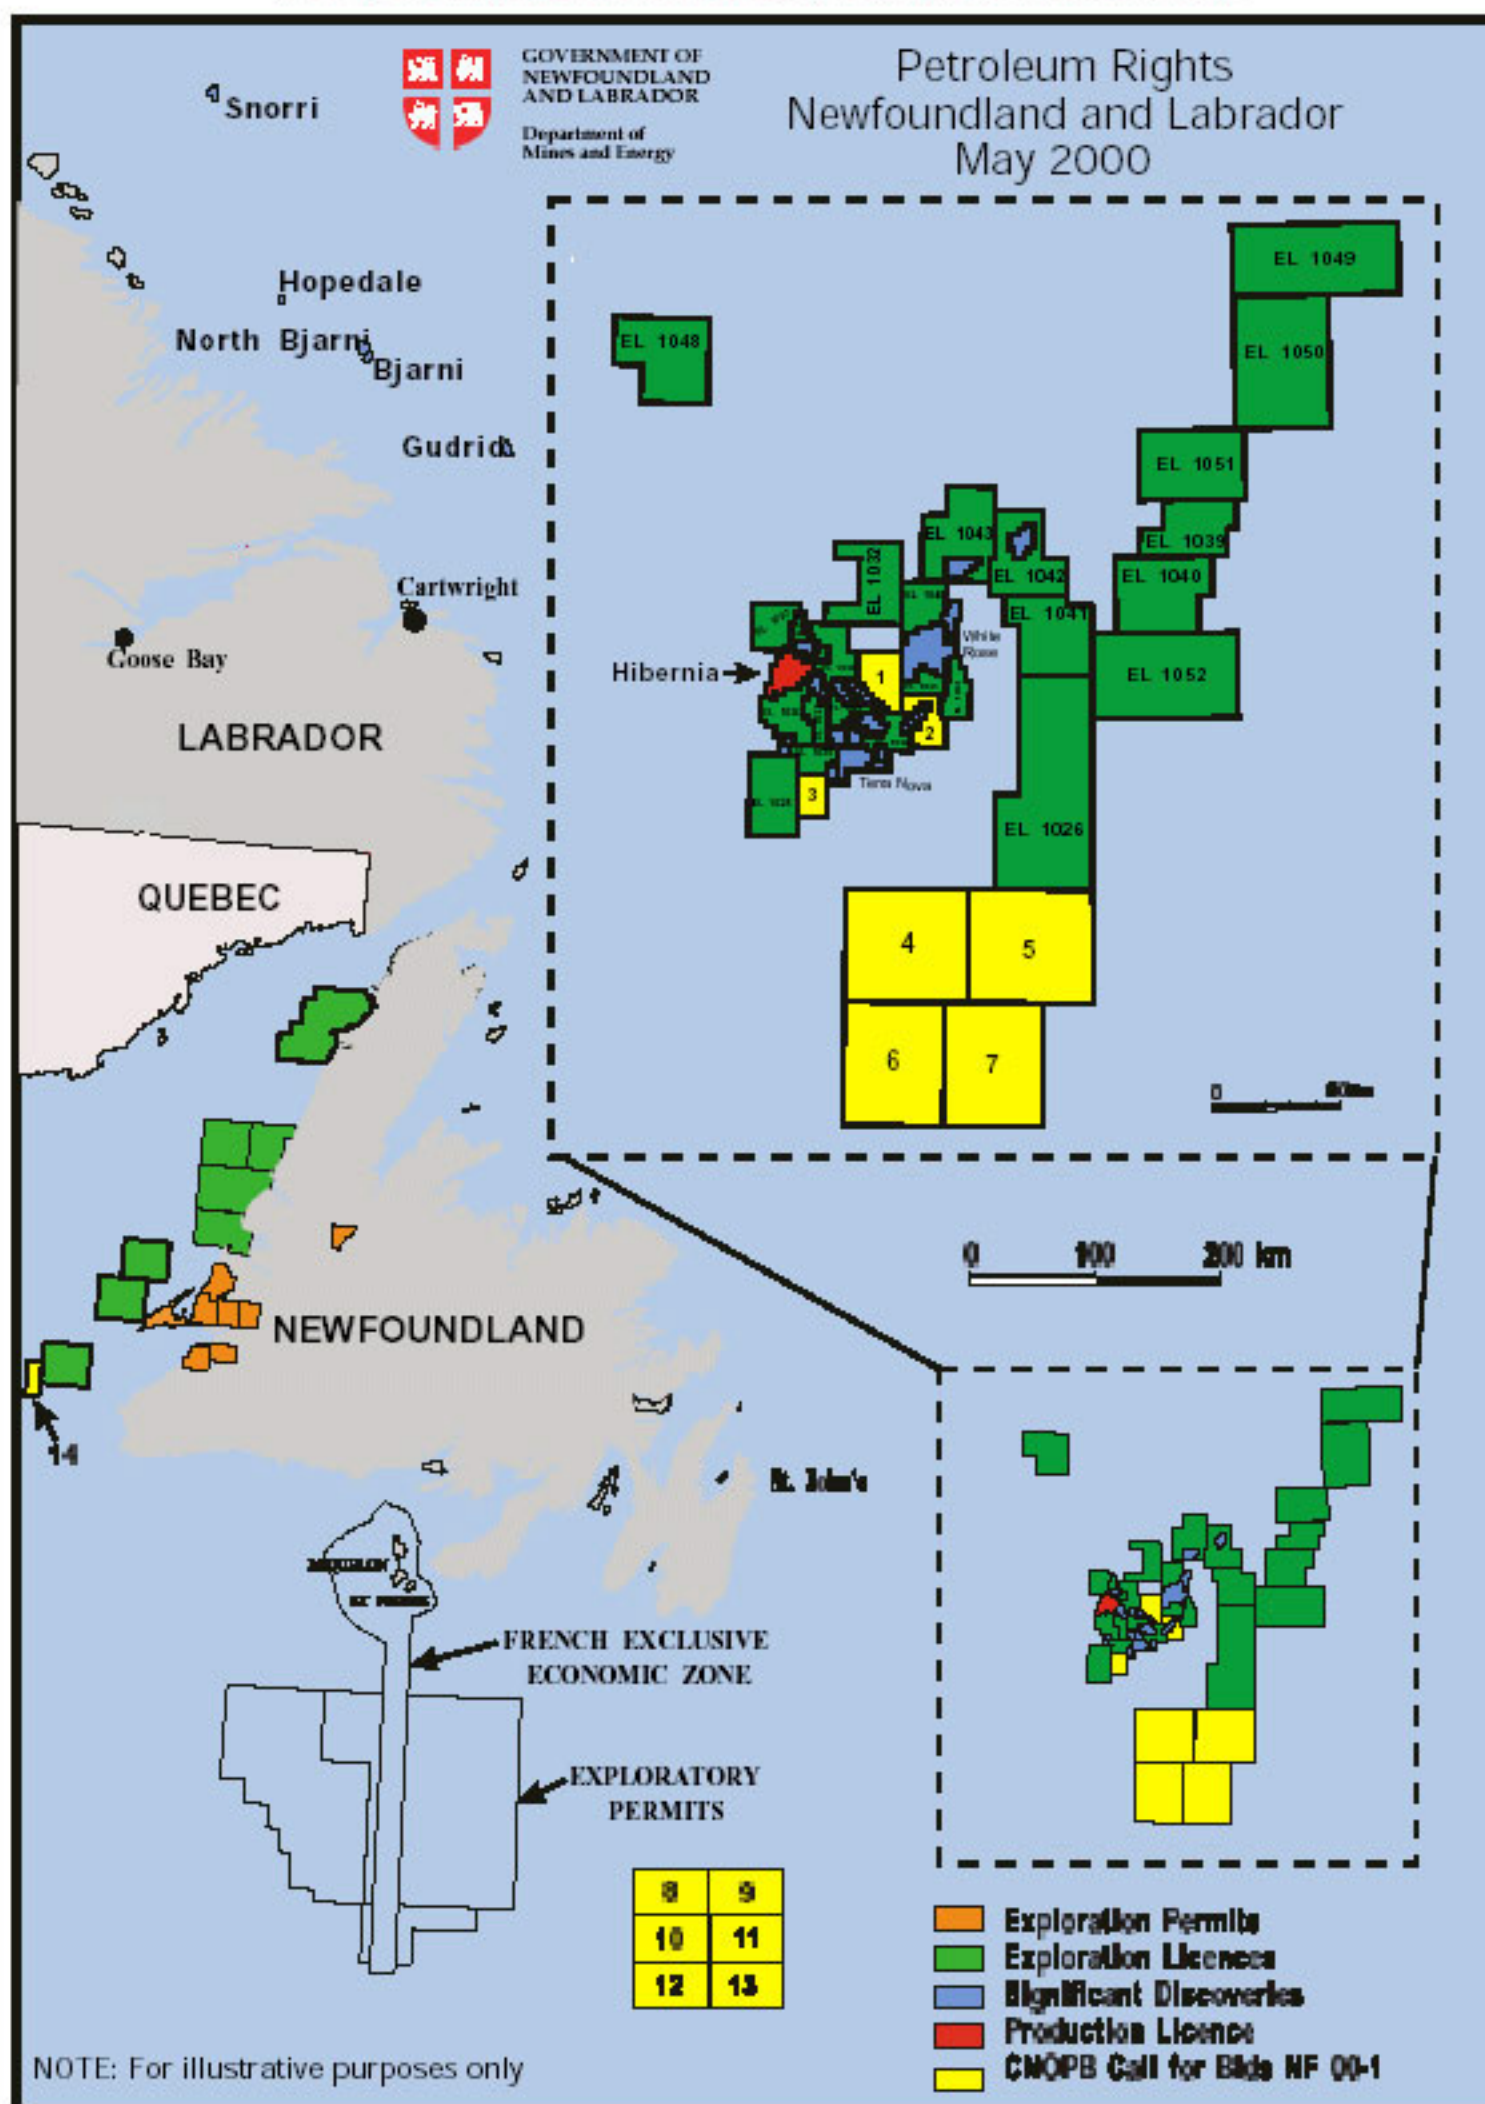 GOVERNMENT OF
NEWFOUNDLAND
AND LABRADOR
Department of
Mines and Energy
Petroleum Rights
Newfoundland and Labrador
May 2000
Snorri
Hopedale
North Bjarni
Bjarni
Gudrid
Cartwright
Goose Bay
LABRADOR
QUEBEC
EL 1049
EL 1048
EL 1050
EL 1051
EL 1043
EL 1039
EL 1032
EL 1042
EL 1040
EL 1041
White
Rose
Hibernia
1
EL 1052
2
3
Terra Nova
EL 1026
4
5
6
7
0
0 100 200 km
NEWFOUNDLAND
14
St. John's
FRENCH EXCLUSIVE
ECONOMIC ZONE
EXPLORATORY
PERMITS
8 9
10 11
12 13
Exploration Permits
Exploration Licences
Significant Discoveries
Production Licence
CNOPB Call for Bids NF 00-1
NOTE: For illustrative purposes only